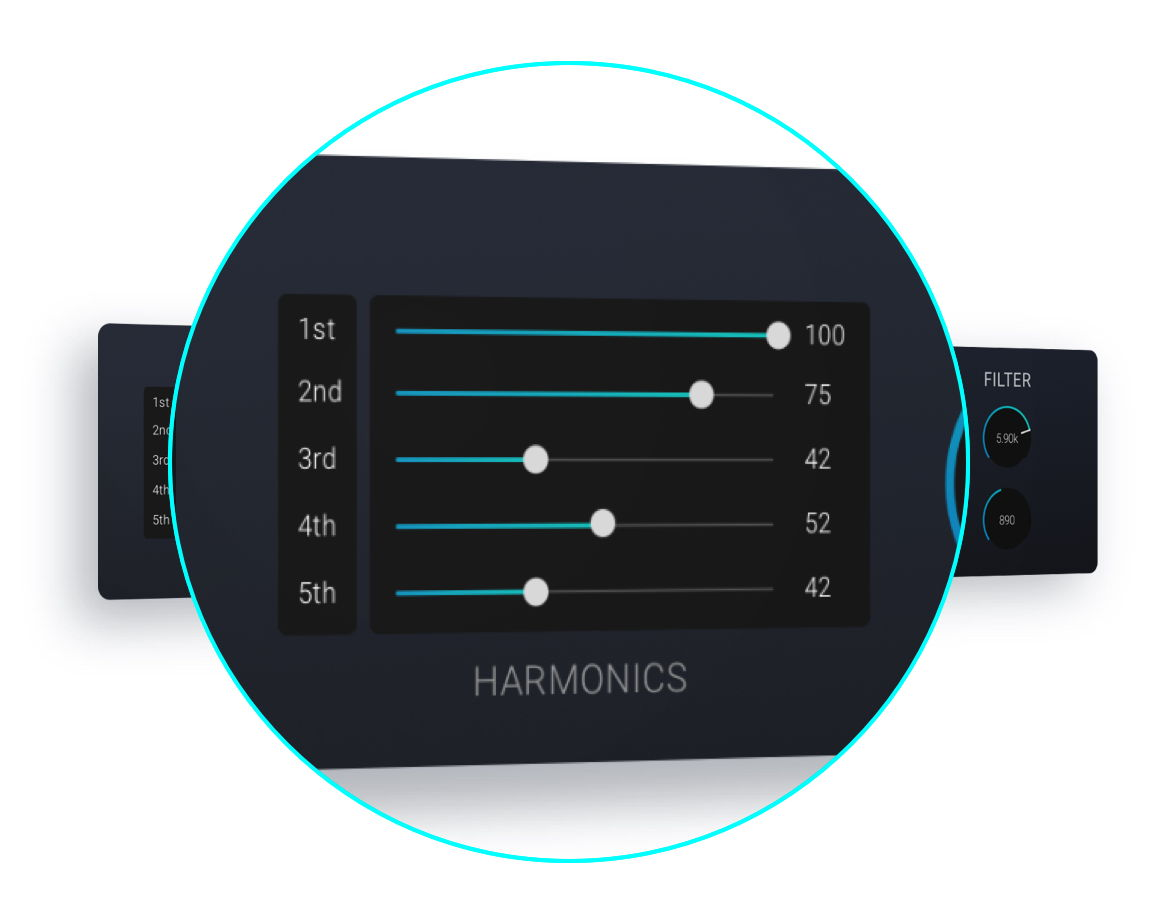 1st 100
2nd 75
3rd 42
4th 52
5th 42
HARMONICS
1st
2nd
3rd
4th
5th
FILTER
5.90k
890